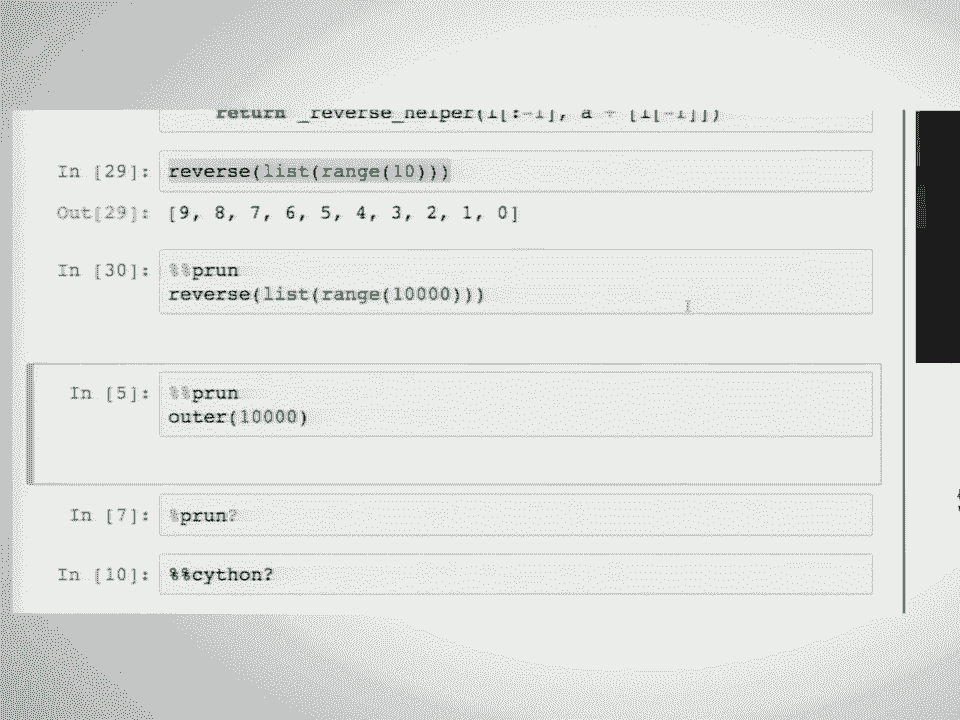 return _reverse_helper(l[:-1], a + [l[-1]])
In [29]: reverse(list(range(10)))
Out[29]: [9, 8, 7, 6, 5, 4, 3, 2, 1, 0]
In [30]: %%prun
reverse(list(range(10000)))
In [5]: %%prun
outer(10000)
In [7]: %prun?
In [10]: %%cython?